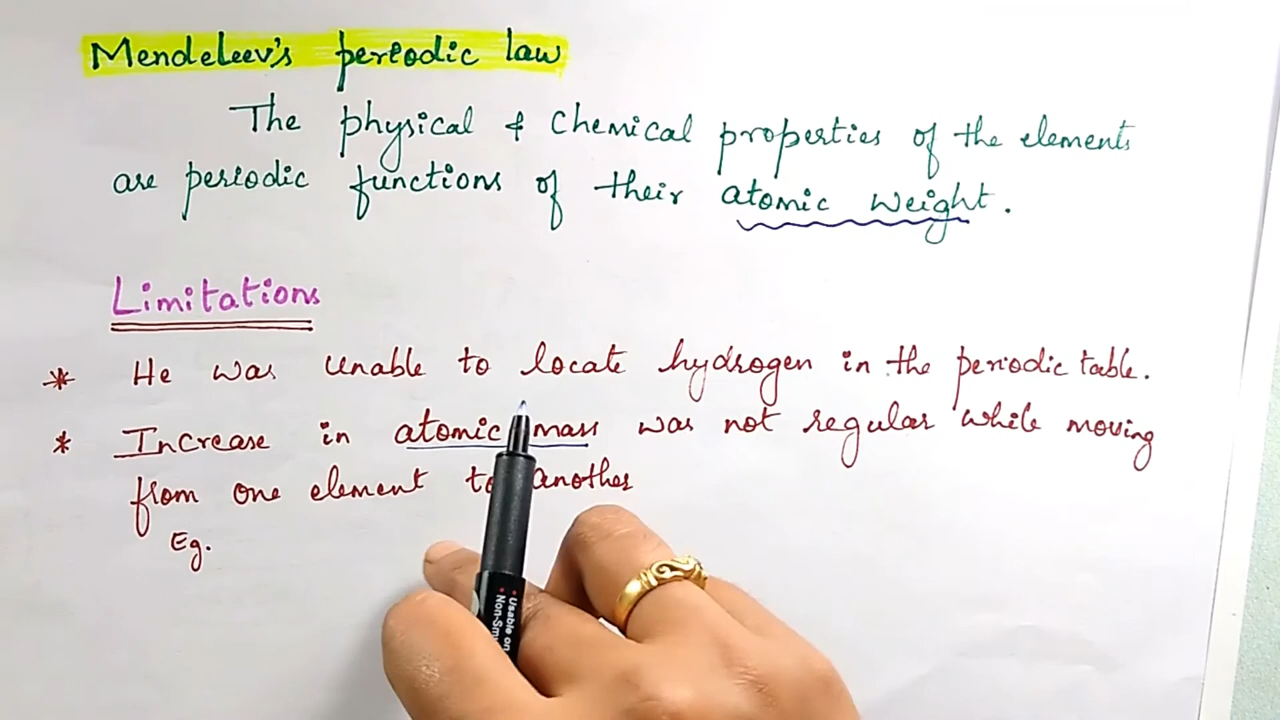 Mendeleev's periodic law
The physical & chemical properties of the elements
are periodic functions of their atomic weight.
Limitations
* He was unable to locate hydrogen in the periodic table.
* Increase in atomic mass was not regular while moving
from one element to another
Eg.
Usable on